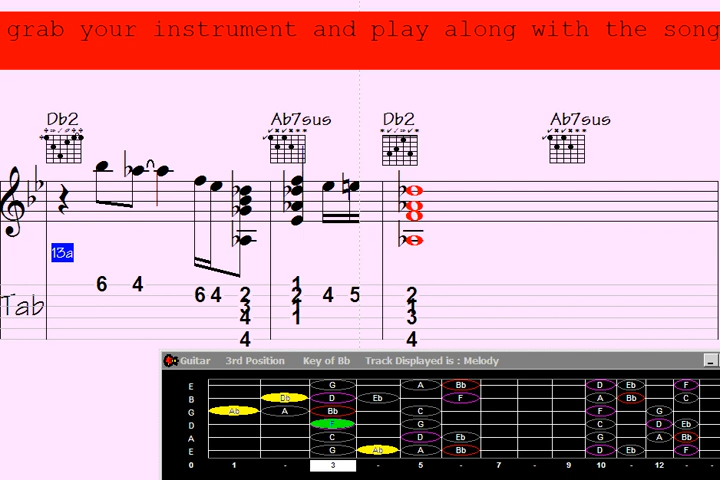 grab your instrument and play along with the song
Db2 Ab7sus Db2 Ab7sus
13a
Tab
6 4 6 4 2 3 4 4 1 2 1 1 4 5 2 1 3 4
Guitar 3rd Position Key of Bb Track Displayed is : Melody
E G A Bb D Eb F
B Db D Eb F A Bb C
G Ab A Bb C F G
D F G C D Eb
A C D Eb G A Bb
E G Ab A Bb D Eb F
0 1 - 3 - 5 - 7 - 9 10 - 12 - -